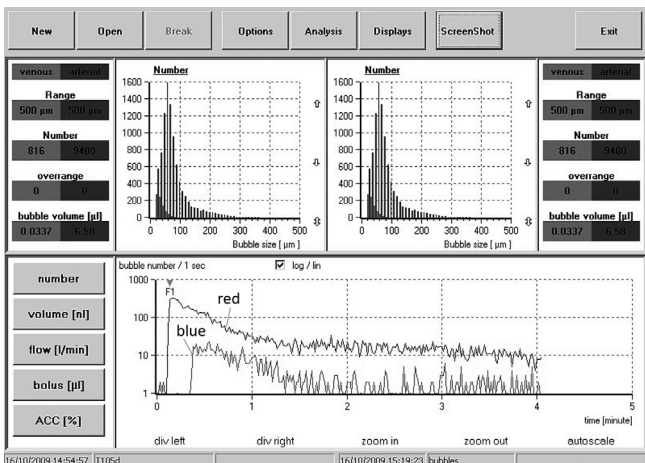 New Open Break Options Analysis Displays ScreenShot Exit
venous arterial
Range
500 µm 500 µm
Number
816 9400
overrange
0 0
bubble volume [µl]
0.0337 6.58
Number
1600
1400
1200
1000
800
600
400
200
0
0 100 200 300 400 500
Bubble size [ µm ]
Number
1600
1400
1200
1000
800
600
400
200
0
0 100 200 300 400 500
Bubble size [ µm ]
venous arterial
Range
500 µm 500 µm
Number
816 9400
overrange
0 0
bubble volume [µl]
0.0337 6.58
number
volume [nl]
flow [l/min]
bolus [µl]
ACC [%]
bubble number / 1 sec log / lin
1000
F1
red
100
blue
10
1
0 1 2 3 4 5
time [minute]
div left div right zoom in zoom out autoscale
16/10/2009 14:54:57 T105d 16/10/2009 15:19:23 bubbles